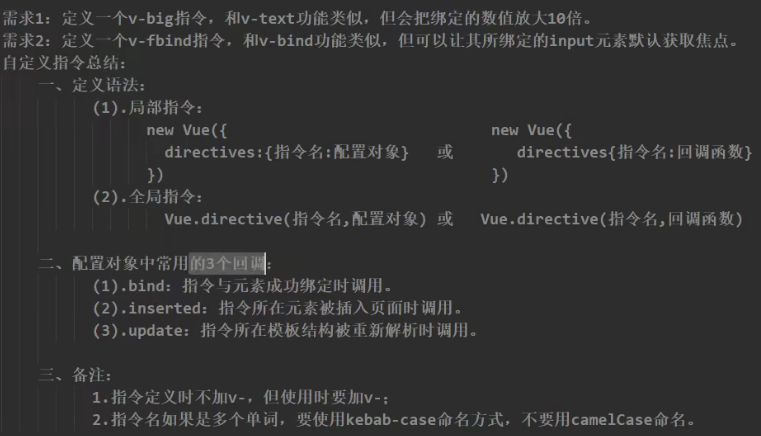 需求1：定义一个v-big指令，和v-text功能类似，但会把绑定的数值放大10倍。
需求2：定义一个v-fbind指令，和v-bind功能类似，但可以让其所绑定的input元素默认获取焦点。
自定义指令总结：
一、定义语法：
(1).局部指令：
new Vue({ new Vue({
directives:{指令名:配置对象} 或 directives{指令名:回调函数}
}) })
(2).全局指令：
Vue.directive(指令名,配置对象) 或 Vue.directive(指令名,回调函数)
二、配置对象中常用的3个回调：
(1).bind：指令与元素成功绑定时调用。
(2).inserted：指令所在元素被插入页面时调用。
(3).update：指令所在模板结构被重新解析时调用。
三、备注：
1.指令定义时不加v-，但使用时要加v-；
2.指令名如果是多个单词，要使用kebab-case命名方式，不要用camelCase命名。